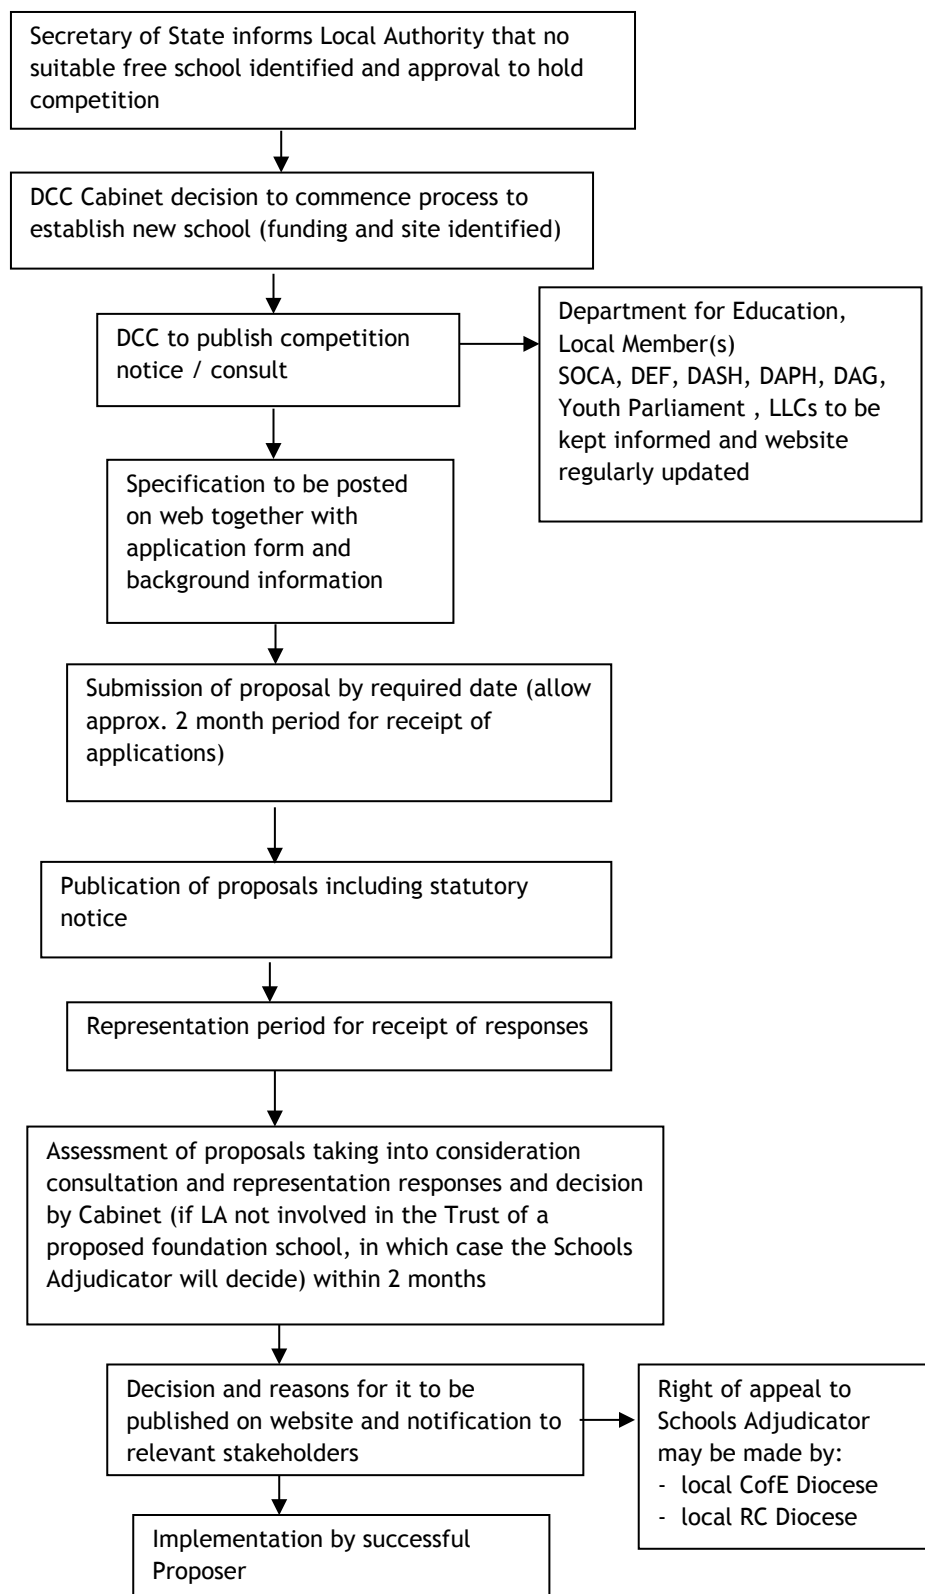 Secretary of State informs Local Authority that no
suitable free school identified and approval to hold
competition
DCC Cabinet decision to commence process to
establish new school (funding and site identified)
DCC to publish competition
notice / consult
Department for Education,
Local Member(s)
SOCA, DEF, DASH, DAPH, DAG,
Youth Parliament , LLCs to be
kept informed and website
regularly updated
Specification to be posted
on web together with
application form and
background information
Submission of proposal by required date (allow
approx. 2 month period for receipt of
applications)
Publication of proposals including statutory
notice
Representation period for receipt of responses
Assessment of proposals taking into consideration
consultation and representation responses and decision
by Cabinet (if LA not involved in the Trust of a
proposed foundation school, in which case the Schools
Adjudicator will decide) within 2 months
Decision and reasons for it to be
published on website and notification to
relevant stakeholders
Right of appeal to
Schools Adjudicator
may be made by:
- local CofE Diocese
- local RC Diocese
Implementation by successful
Proposer